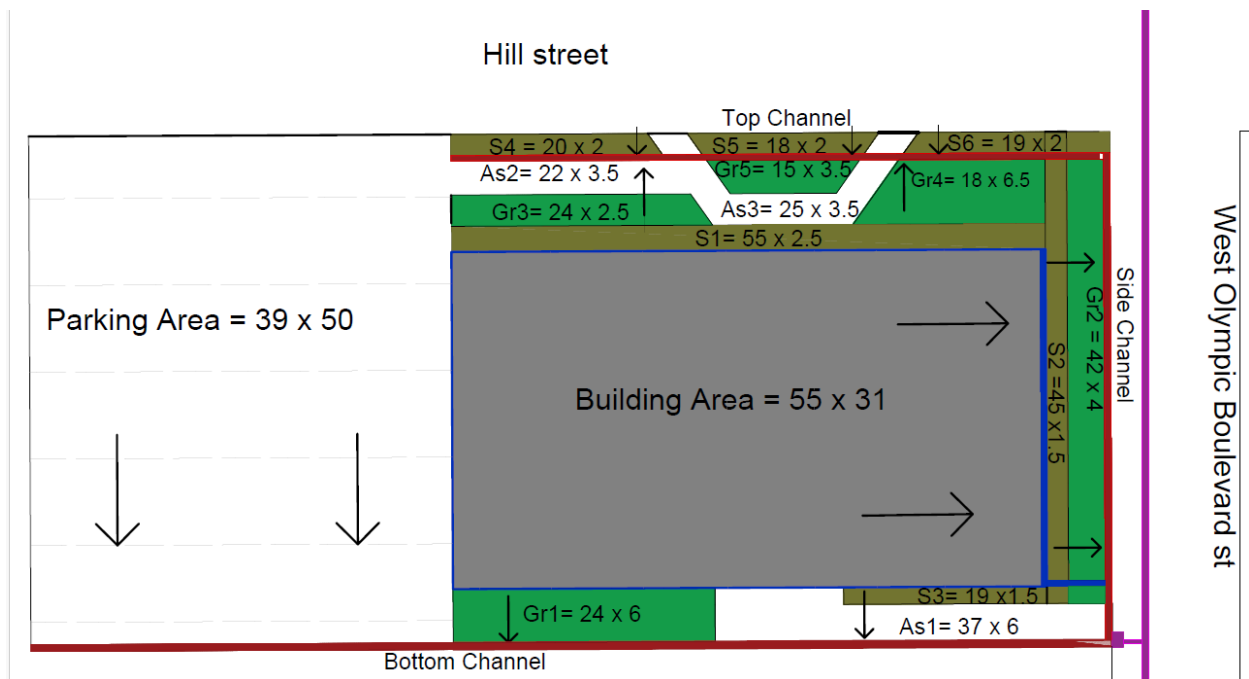 Hill street
Top Channel
S4 = 20 x 2
S5 = 18 x 2
S6 = 19 x 2
As2= 22 x 3.5
Gr5= 15 x 3.5
Gr4= 18 x 6.5
Gr3= 24 x 2.5
As3= 25 x 3.5
S1= 55 x 2.5
Parking Area = 39 x 50
Building Area = 55 x 31
S2 =45 x1.5
Gr2 = 42 x 4
Side Channel
West Olympic Boulevard st
S3= 19 x1.5
Gr1= 24 x 6
As1= 37 x 6
Bottom Channel